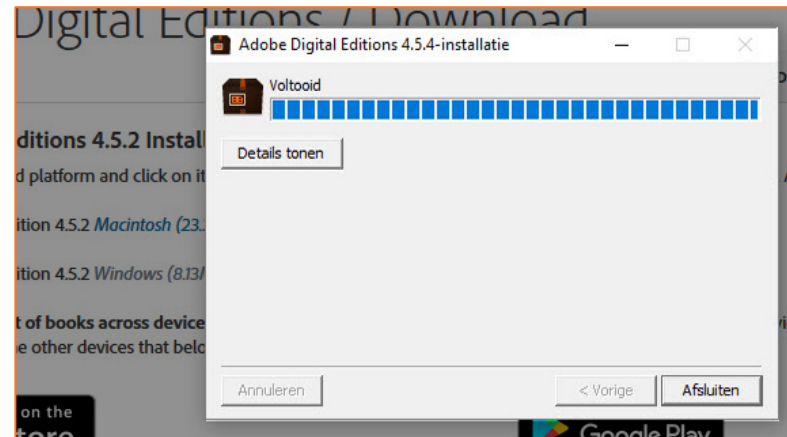 Digital Editions / Download
Adobe Digital Editions 4.5.4-installatie
Voltooid
ditions 4.5.2 Instal
Details tonen
d platform and click on it
ition 4.5.2 Macintosh (23.
ition 4.5.2 Windows (8.13
t of books across device
e other devices that belo
Annuleren
< Vorige
Afsluiten
on the
Google Play